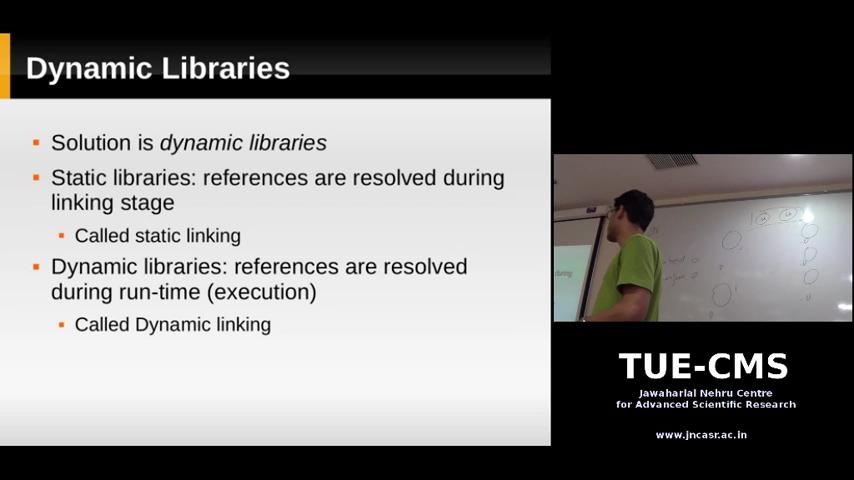 Dynamic Libraries
Solution is dynamic libraries
Static libraries: references are resolved during
linking stage
Called static linking
Dynamic libraries: references are resolved
during run-time (execution)
Called Dynamic linking
TUE-CMS
Jawaharlal Nehru Centre
for Advanced Scientific Research
www.jncasr.ac.in